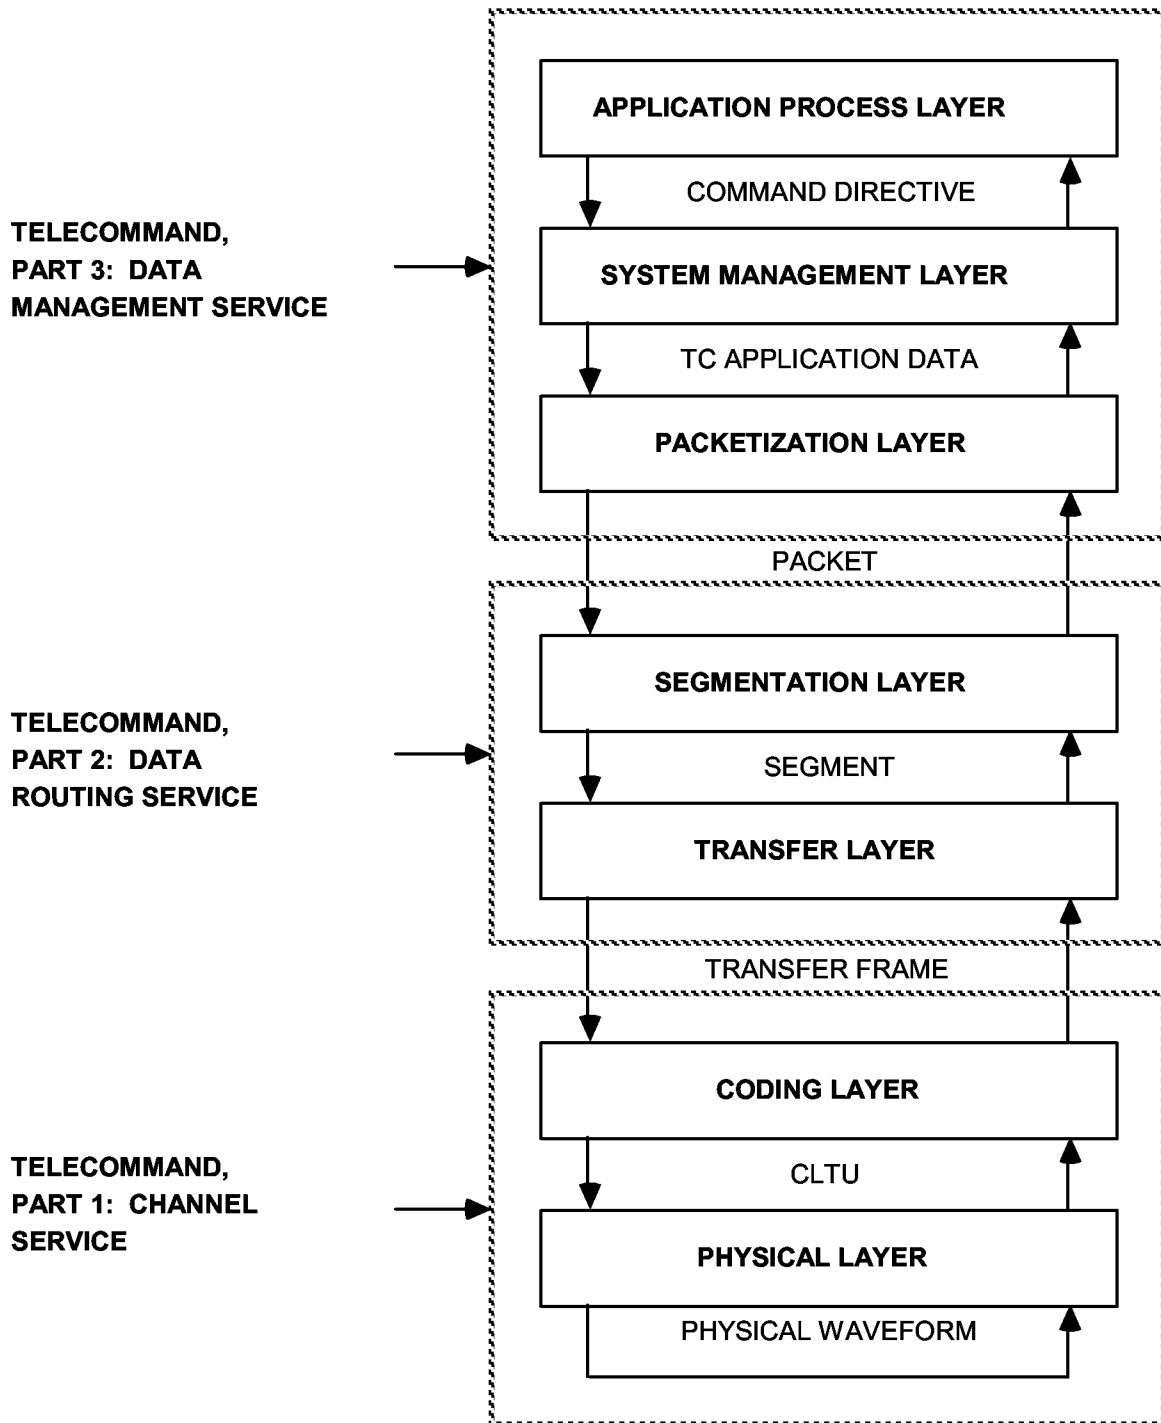 APPLICATION PROCESS LAYER
COMMAND DIRECTIVE
TELECOMMAND,
PART 3:  DATA
MANAGEMENT SERVICE
SYSTEM MANAGEMENT LAYER
TC APPLICATION DATA
PACKETIZATION LAYER
PACKET
SEGMENTATION LAYER
TELECOMMAND,
PART 2:  DATA
ROUTING SERVICE
SEGMENT
TRANSFER LAYER
TRANSFER FRAME
CODING LAYER
TELECOMMAND,
PART 1:  CHANNEL
SERVICE
CLTU
PHYSICAL LAYER
PHYSICAL WAVEFORM